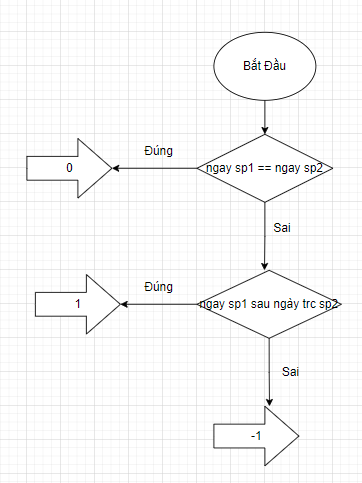 Bắt Đầu
ngay sp1 == ngay sp2
Đúng
0
Sai
ngay sp1 sau ngày trc sp2
Đúng
1
Sai
-1